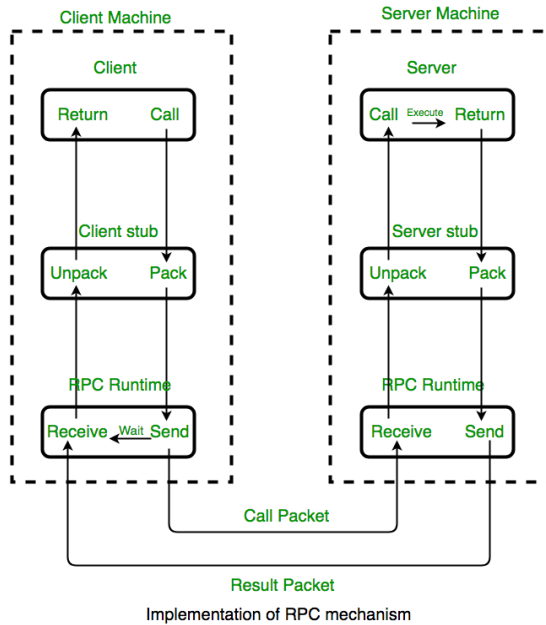 Client Machine
Server Machine
Client
Server
Return Call
Call Execute Return
Client stub
Server stub
Unpack Pack
Unpack Pack
RPC Runtime
RPC Runtime
Receive Wait Send
Receive Send
Call Packet
Result Packet
Implementation of RPC mechanism